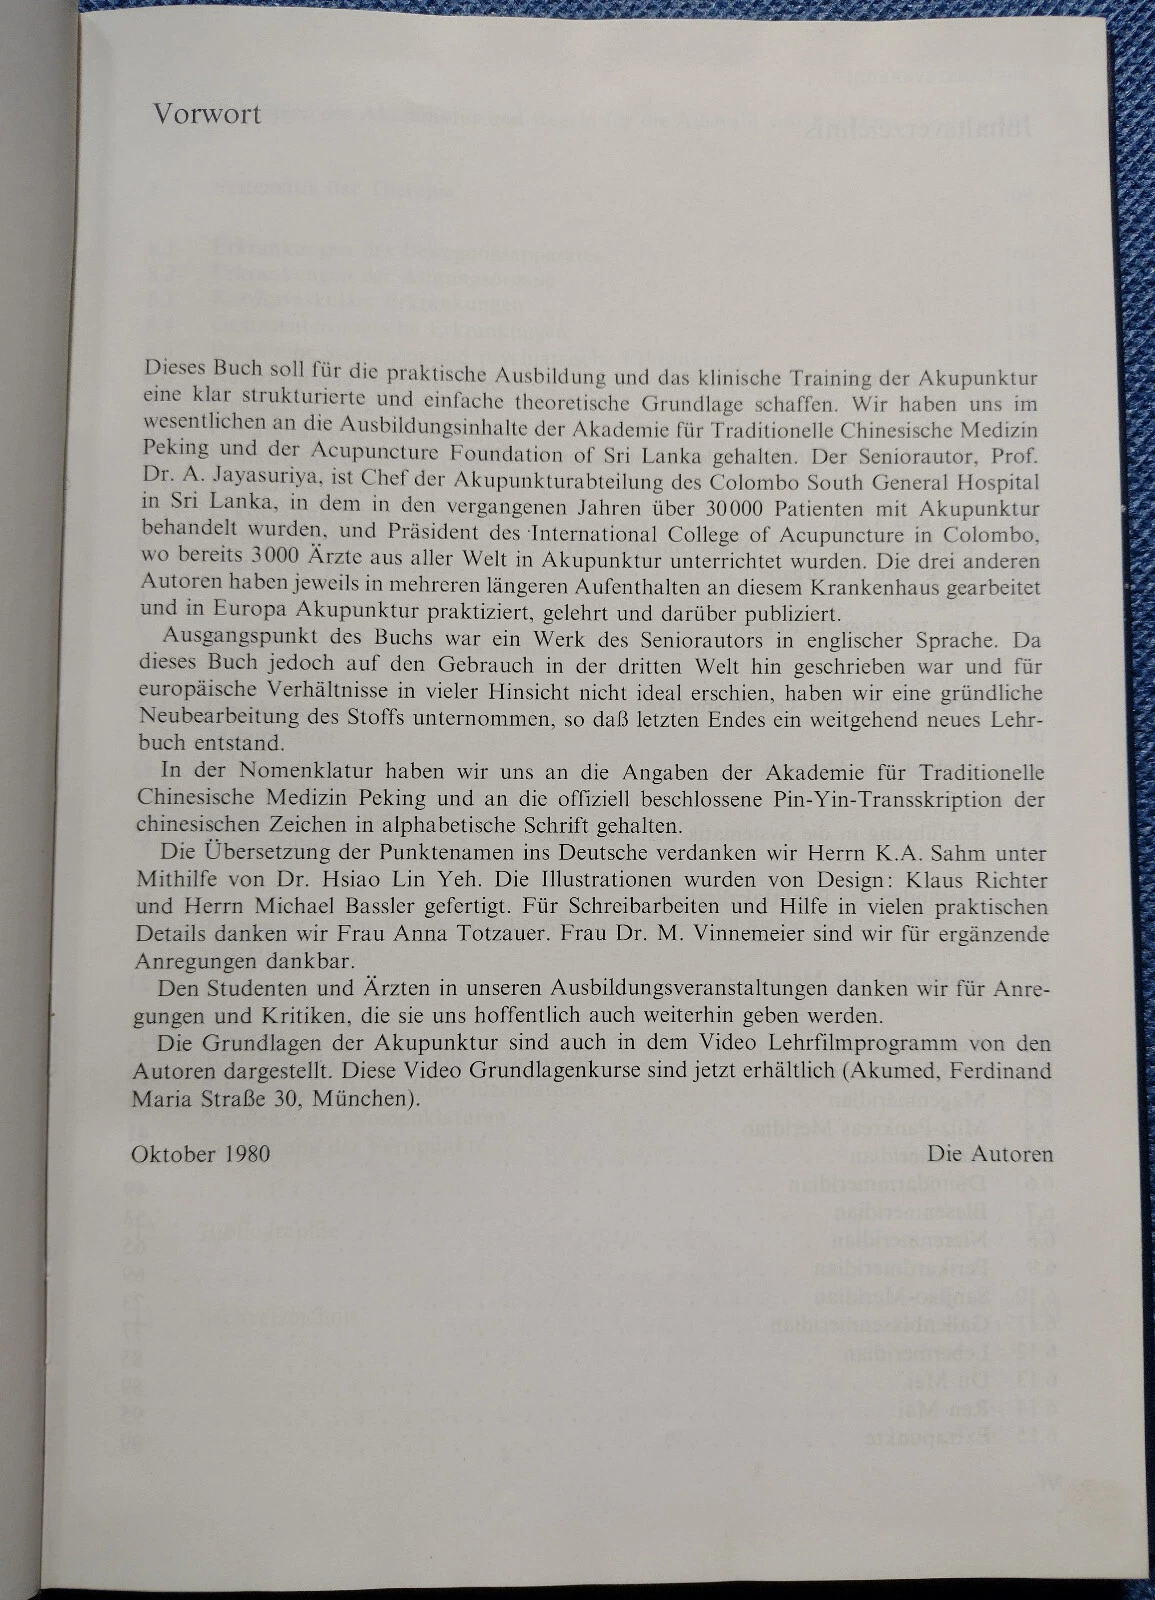 Vorwort
Dieses Buch soll für die praktische Ausbildung und das klinische Training der Akupunktur
eine klar strukturierte und einfache theoretische Grundlage schaffen. Wir haben uns im
wesentlichen an die Ausbildungsinhalte der Akademie für Traditionelle Chinesische Medizin
Peking und der Acupuncture Foundation of Sri Lanka gehalten. Der Seniorautor, Prof.
Dr. A. Jayasuriya, ist Chef der Akupunkturabteilung des Colombo South General Hospital
in Sri Lanka, in dem in den vergangenen Jahren über 30000 Patienten mit Akupunktur
behandelt wurden, und Präsident des International College of Acupuncture in Colombo,
wo bereits 3000 Ärzte aus aller Welt in Akupunktur unterrichtet wurden. Die drei anderen
Autoren haben jeweils in mehreren längeren Aufenthalten an diesem Krankenhaus gearbeitet
und in Europa Akupunktur praktiziert, gelehrt und darüber publiziert.
Ausgangspunkt des Buchs war ein Werk des Seniorautors in englischer Sprache. Da
dieses Buch jedoch auf den Gebrauch in der dritten Welt hin geschrieben war und für
europäische Verhältnisse in vieler Hinsicht nicht ideal erschien, haben wir eine gründliche
Neubearbeitung des Stoffs unternommen, so daß letzten Endes ein weitgehend neues Lehr-
buch entstand.
In der Nomenklatur haben wir uns an die Angaben der Akademie für Traditionelle
Chinesische Medizin Peking und an die offiziell beschlossene Pin-Yin-Transskription der
chinesischen Zeichen in alphabetische Schrift gehalten.
Die Übersetzung der Punktenamen ins Deutsche verdanken wir Herrn K.A. Sahm unter
Mithilfe von Dr. Hsiao Lin Yeh. Die Illustrationen wurden von Design: Klaus Richter
und Herrn Michael Bassler gefertigt. Für Schreibarbeiten und Hilfe in vielen praktischen
Details danken wir Frau Anna Totzauer. Frau Dr. M. Vinnemeier sind wir für ergänzende
Anregungen dankbar.
Den Studenten und Ärzten in unseren Ausbildungsveranstaltungen danken wir für Anre-
gungen und Kritiken, die sie uns hoffentlich auch weiterhin geben werden.
Die Grundlagen der Akupunktur sind auch in dem Video Lehrfilmprogramm von den
Autoren dargestellt. Diese Video Grundlagenkurse sind jetzt erhältlich (Akumed, Ferdinand
Maria Straße 30, München).
Oktober 1980 Die Autoren